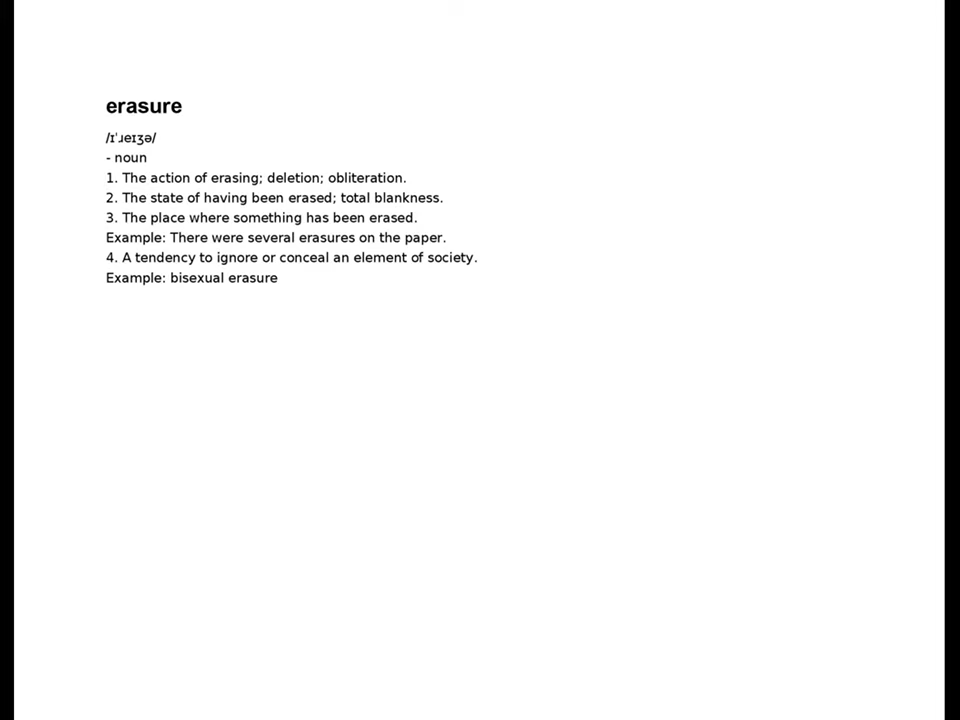 erasure
/ɪˈɹeɪʒə/
- noun
1. The action of erasing; deletion; obliteration.
2. The state of having been erased; total blankness.
3. The place where something has been erased.
Example: There were several erasures on the paper.
4. A tendency to ignore or conceal an element of society.
Example: bisexual erasure